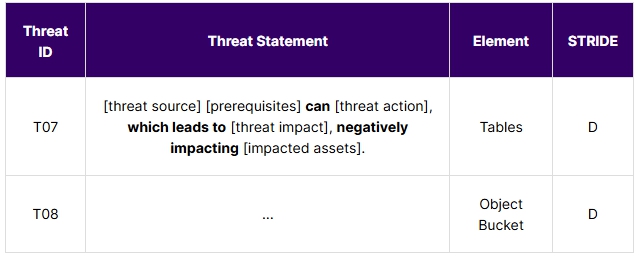 Threat ID Threat Statement Element STRIDE
T07 [threat source] [prerequisites] can [threat action], which leads to [threat impact], negatively impacting [impacted assets]. Tables D
T08 ... Object Bucket D